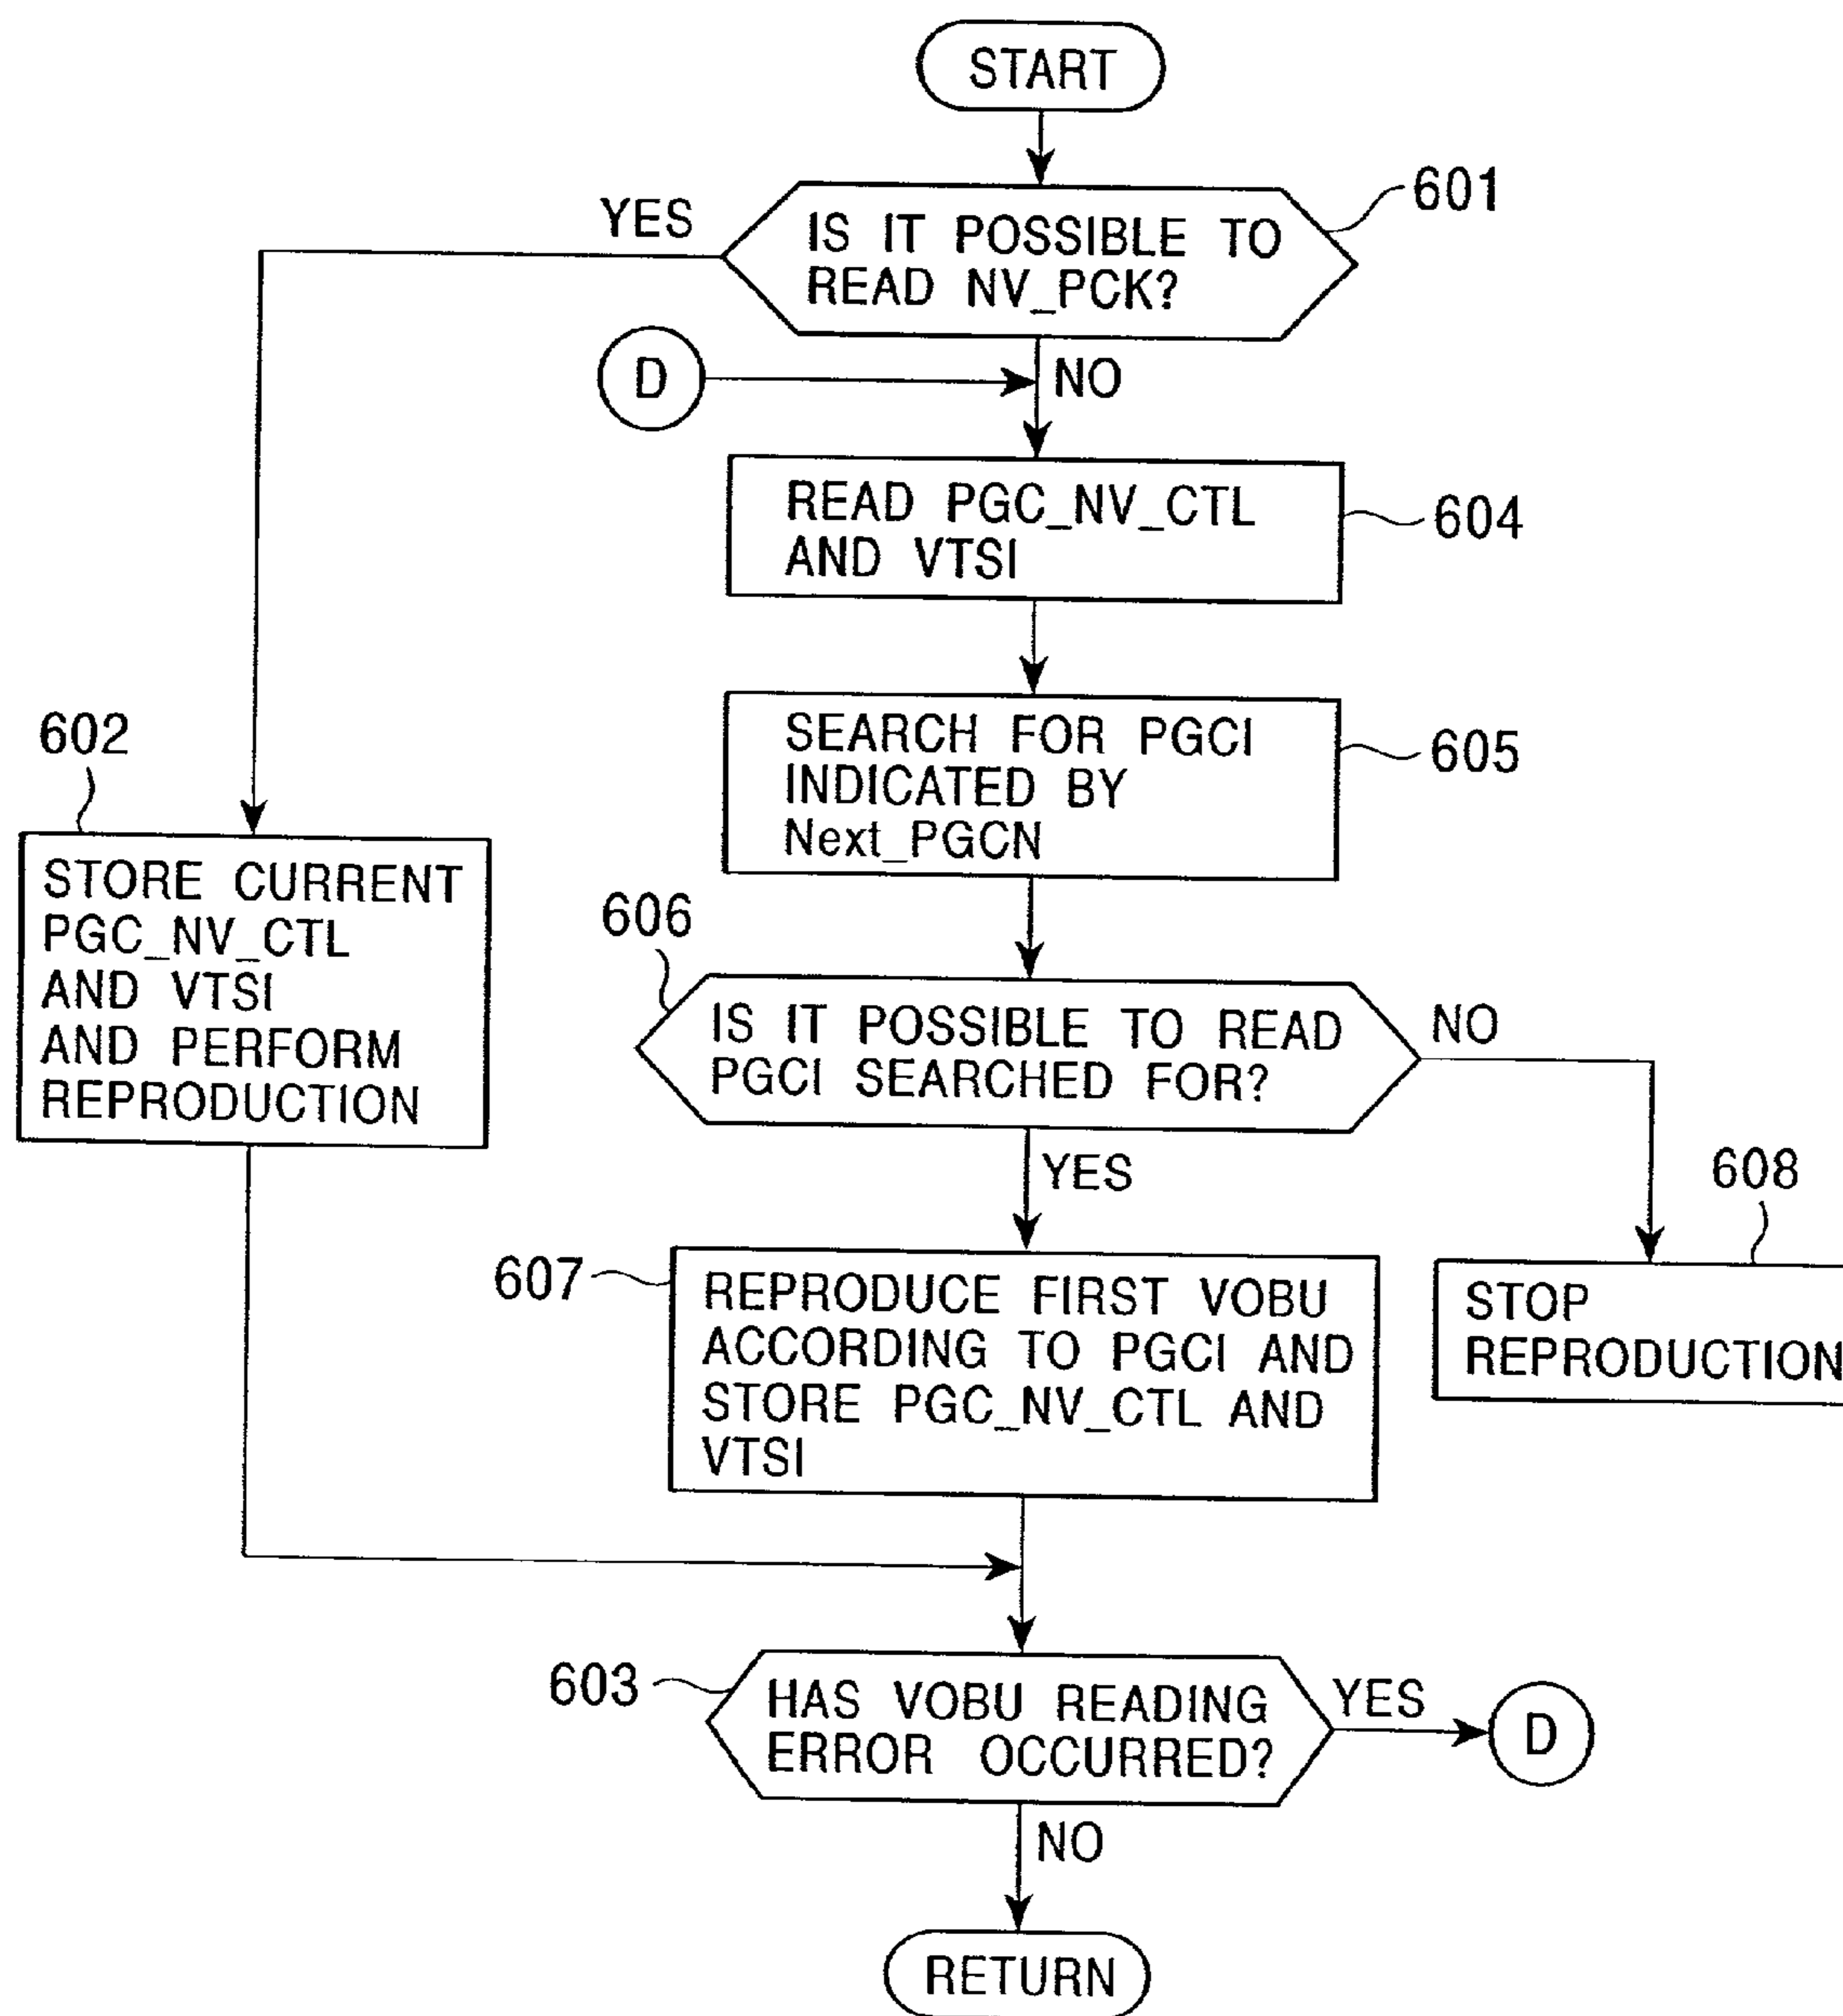 START
601
YES
IS IT POSSIBLE TO
READ NV_PCK?
D
NO
READ PGC_NV_CTL
AND VTSI
604
SEARCH FOR PGCI
INDICATED BY
Next_PGCN
605
602
STORE CURRENT
PGC_NV_CTL
AND VTSI
AND PERFORM
REPRODUCTION
606
IS IT POSSIBLE TO READ
PGCI SEARCHED FOR?
NO
YES
608
STOP
REPRODUCTION
607
REPRODUCE FIRST VOBU
ACCORDING TO PGCI AND
STORE PGC_NV_CTL AND
VTSI
603
HAS VOBU READING
ERROR OCCURRED?
YES
D
NO
RETURN